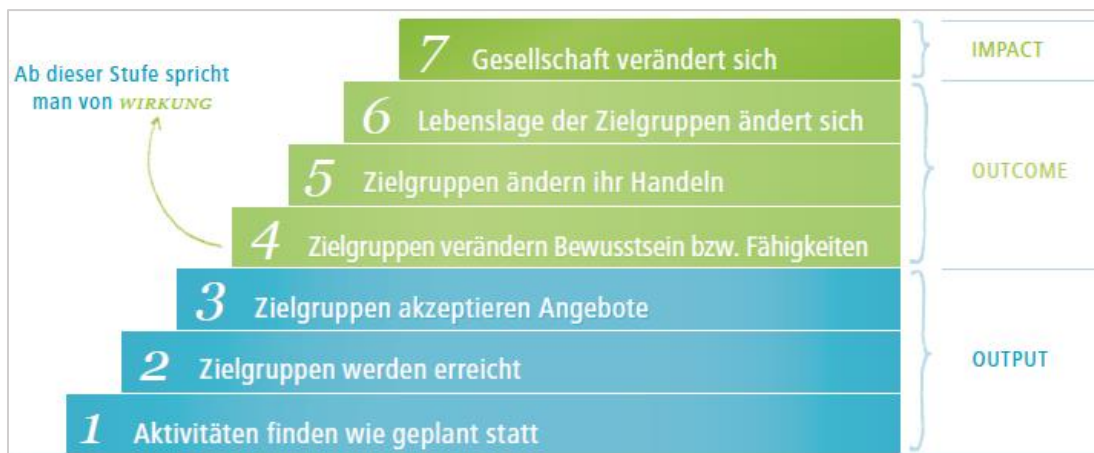 7 Gesellschaft verändert sich
IMPACT
Ab dieser Stufe spricht
man von WIRKUNG
6 Lebenslage der Zielgruppen ändert sich
5 Zielgruppen ändern ihr Handeln
OUTCOME
4 Zielgruppen verändern Bewusstsein bzw. Fähigkeiten
3 Zielgruppen akzeptieren Angebote
2 Zielgruppen werden erreicht
OUTPUT
1 Aktivitäten finden wie geplant statt